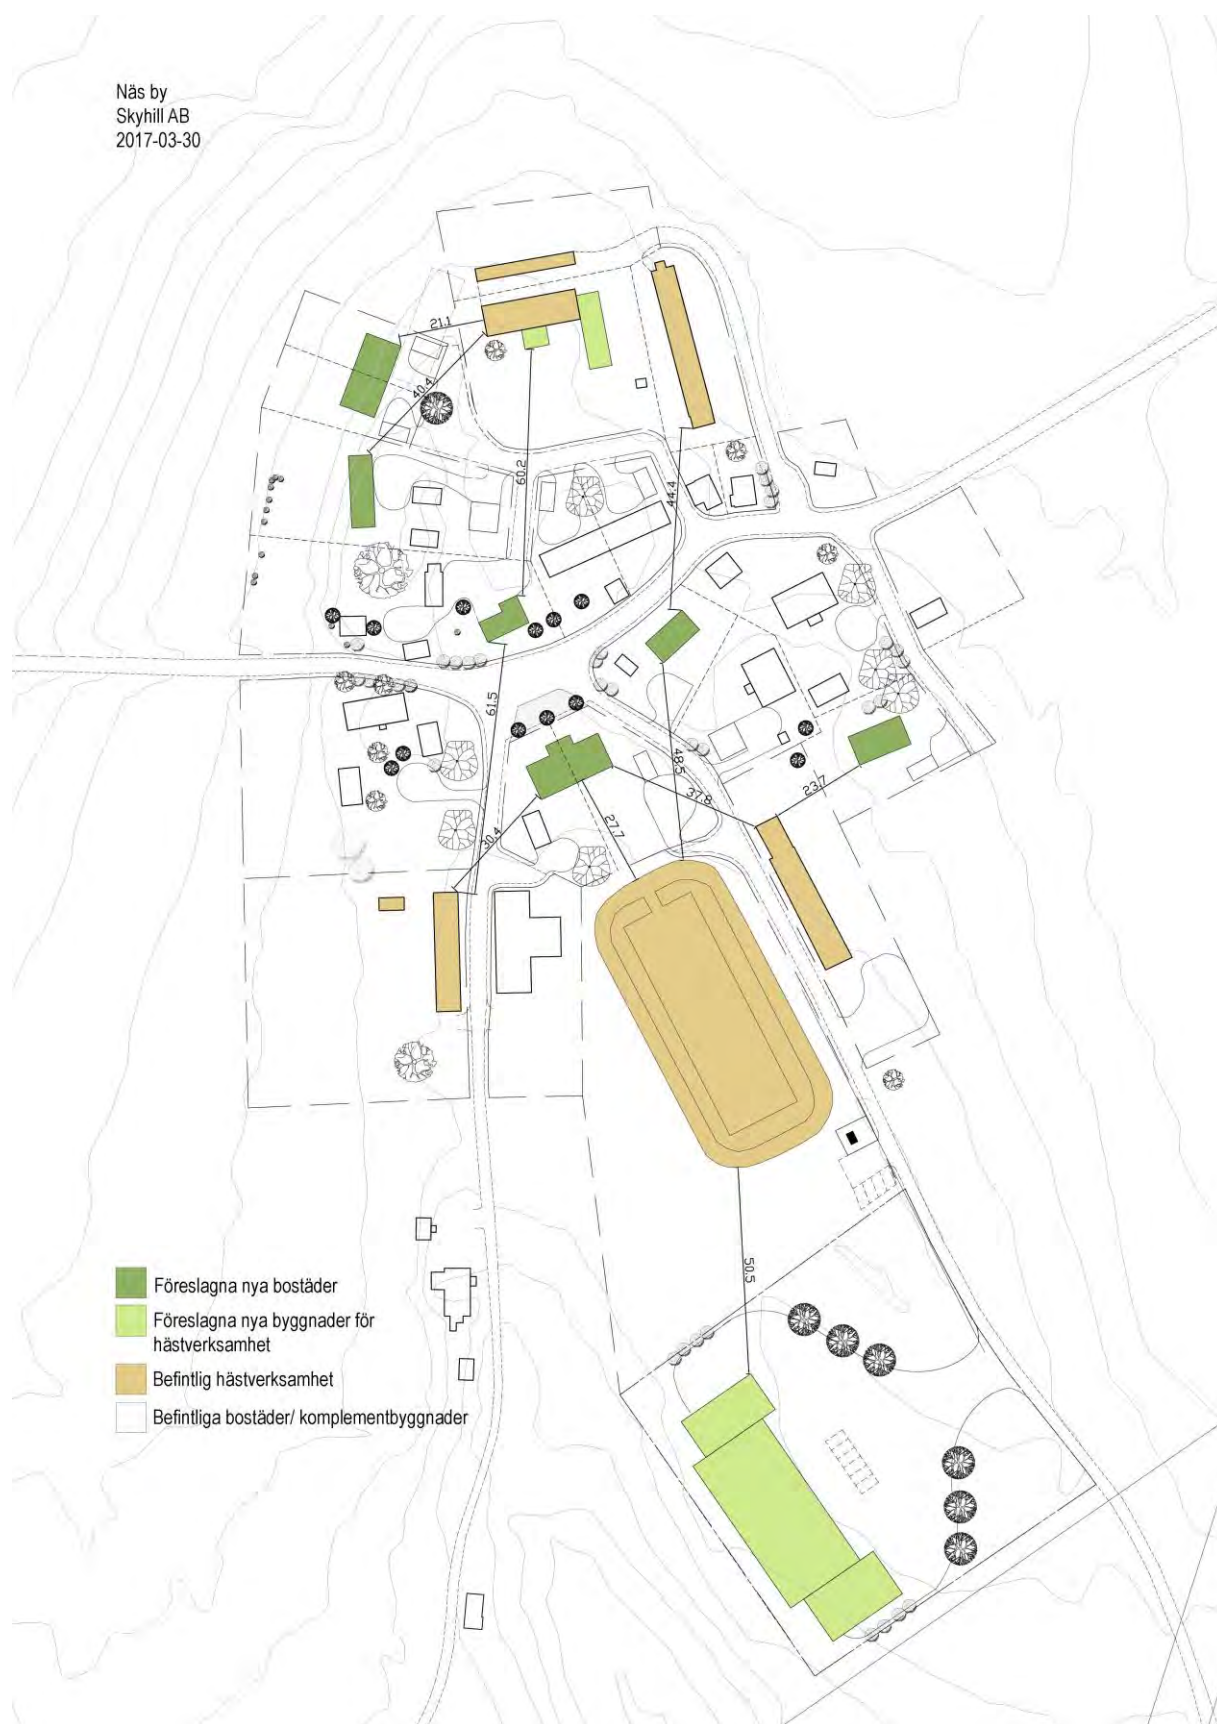 Näs by
Skyhill AB
2017-03-30
21.1
40.4
60.2
44.4
61.5
48.5
37.8
23.7
27.7
30.4
50.5
Föreslagna nya bostäder
Föreslagna nya byggnader för
hästverksamhet
Befintlig hästverksamhet
Befintliga bostäder/ komplementbyggnader